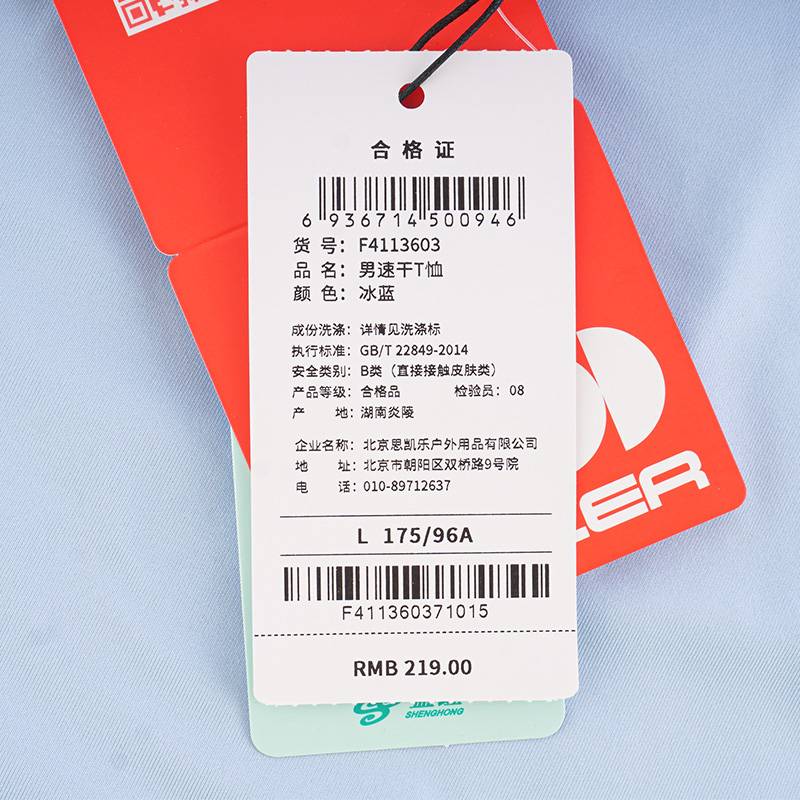 合格证
6 936714 500946
货 号: F4113603
品 名: 男速干T恤
颜 色: 冰蓝
成份洗涤: 详情见洗涤标
执行标准: GB/T 22849-2014
安全类别: B类（直接接触皮肤类）
产品等级: 合格品 检验员: 08
产 地: 湖南炎陵
企业名称: 北京思凯乐户外用品有限公司
地 址: 北京市朝阳区双桥路9号院
电 话: 010-89712637
L 175/96A
F411360371015
RMB 219.00
SHENGHONG